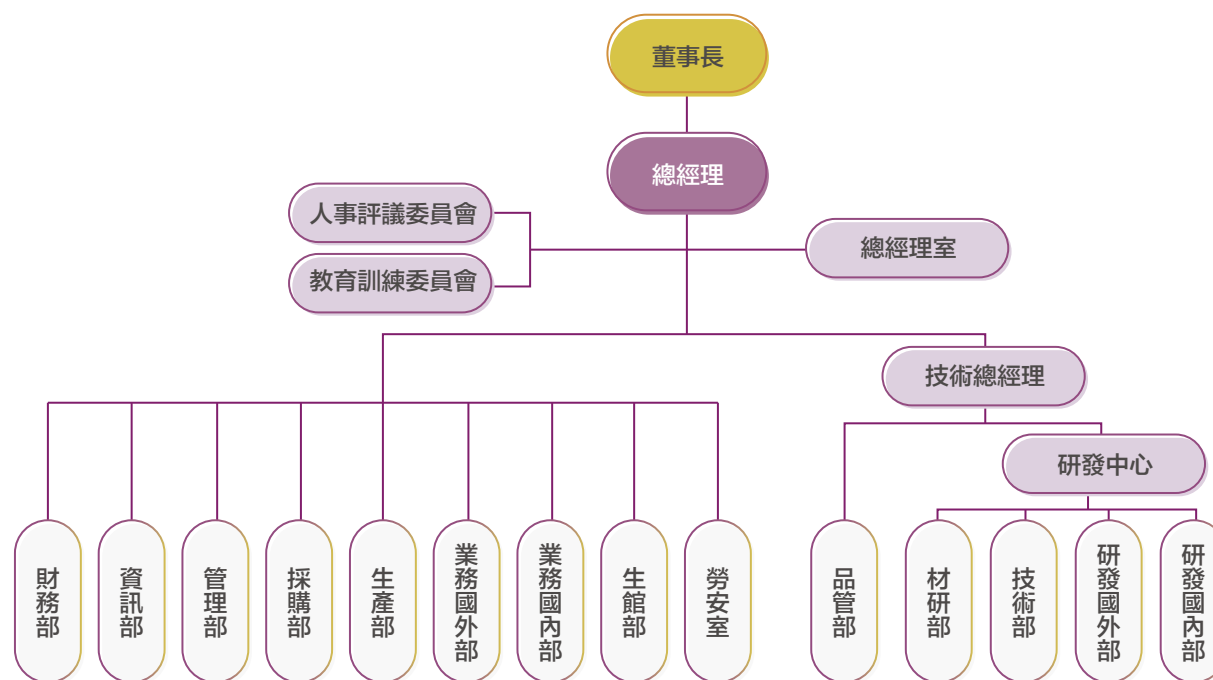 董事長
總經理
人事評議委員會
總經理室
教育訓練委員會
技術總經理
研發中心
財務部
資訊部
管理部
採購部
生產部
業務國外部
業務國內部
生館部
勞安室
品管部
材研部
技術部
研發國外部
研發國內部